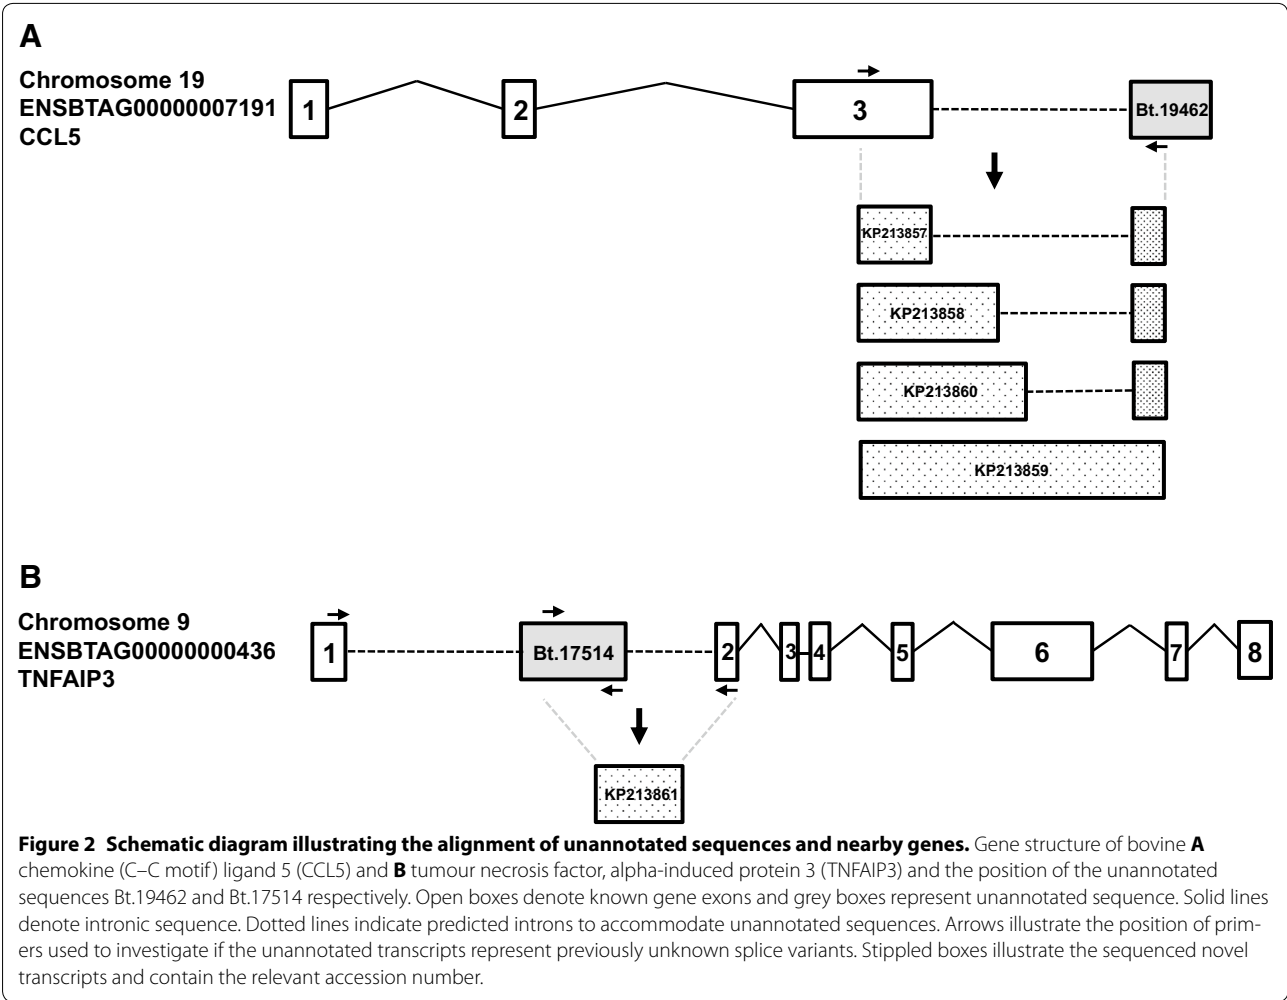 A
Chromosome 19
ENSBTAG00000007191
CCL5
1
2
3
Bt.19462
KP213857
KP213858
KP213860
KP213859
B
Chromosome 9
ENSBTAG00000000436
TNFAIP3
1
Bt.17514
2
3
4
5
6
7
8
KP213861
Figure 2 Schematic diagram illustrating the alignment of unannotated sequences and nearby genes. Gene structure of bovine A
chemokine (C–C motif) ligand 5 (CCL5) and B tumour necrosis factor, alpha-induced protein 3 (TNFAIP3) and the position of the unannotated
sequences Bt.19462 and Bt.17514 respectively. Open boxes denote known gene exons and grey boxes represent unannotated sequence. Solid lines
denote intronic sequence. Dotted lines indicate predicted introns to accommodate unannotated sequences. Arrows illustrate the position of prim-
ers used to investigate if the unannotated transcripts represent previously unknown splice variants. Stippled boxes illustrate the sequenced novel
transcripts and contain the relevant accession number.